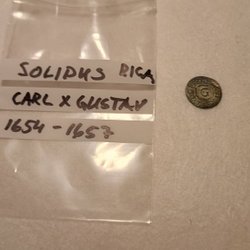 SOLIDUS RIGA
CARL X GUSTAV
1654 - 1657